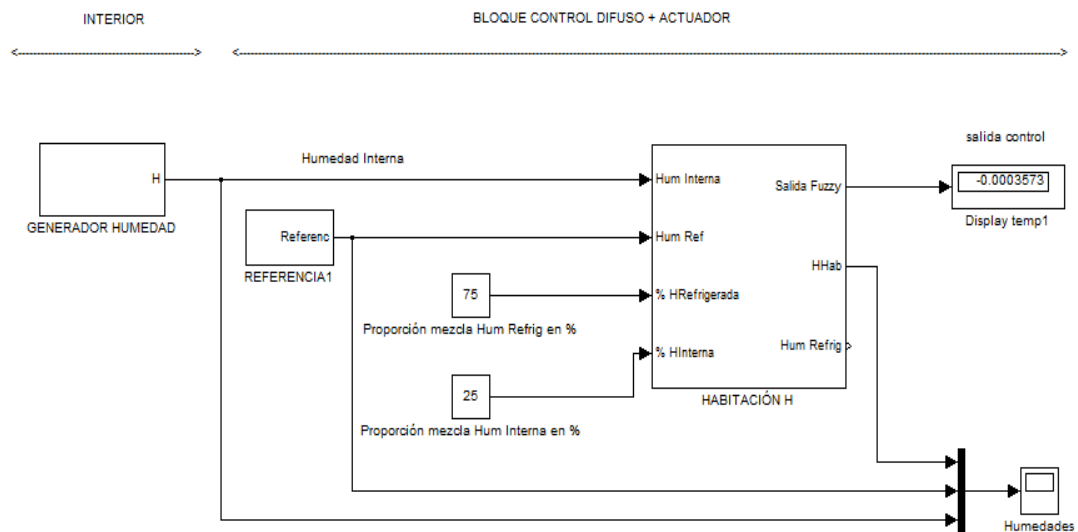 INTERIOR
BLOQUE CONTROL DIFUSO + ACTUADOR
salida control
Humedad Interna
H
GENERADOR HUMEDAD
Hum Interna
Salida Fuzzy
-0.0003573
Display temp1
Referenc
REFERENCIA1
Hum Ref
HHab
75
% HRefrigerada
Proporción mezcla Hum Refrig en %
Hum Refrig
% HInterna
25
HABITACIÓN H
Proporción mezcla Hum Interna en %
Humedades